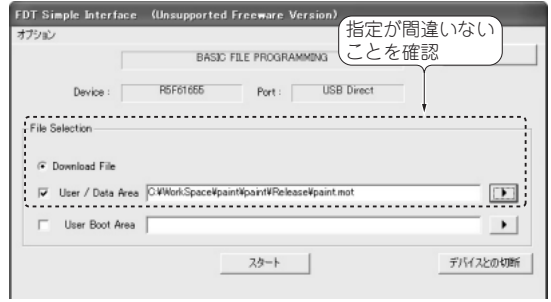 FDT Simple Interface (Unsupported Freeware Version)
オプション
指定が間違いない
ことを確認
BASIC FILE PROGRAMMING
Device : R5F61655 Port : USB Direct
File Selection
Download File
User / Data Area C:¥WorkSpace¥paint¥paint¥Release¥paint.mot
User Boot Area
スタート デバイスとの切断